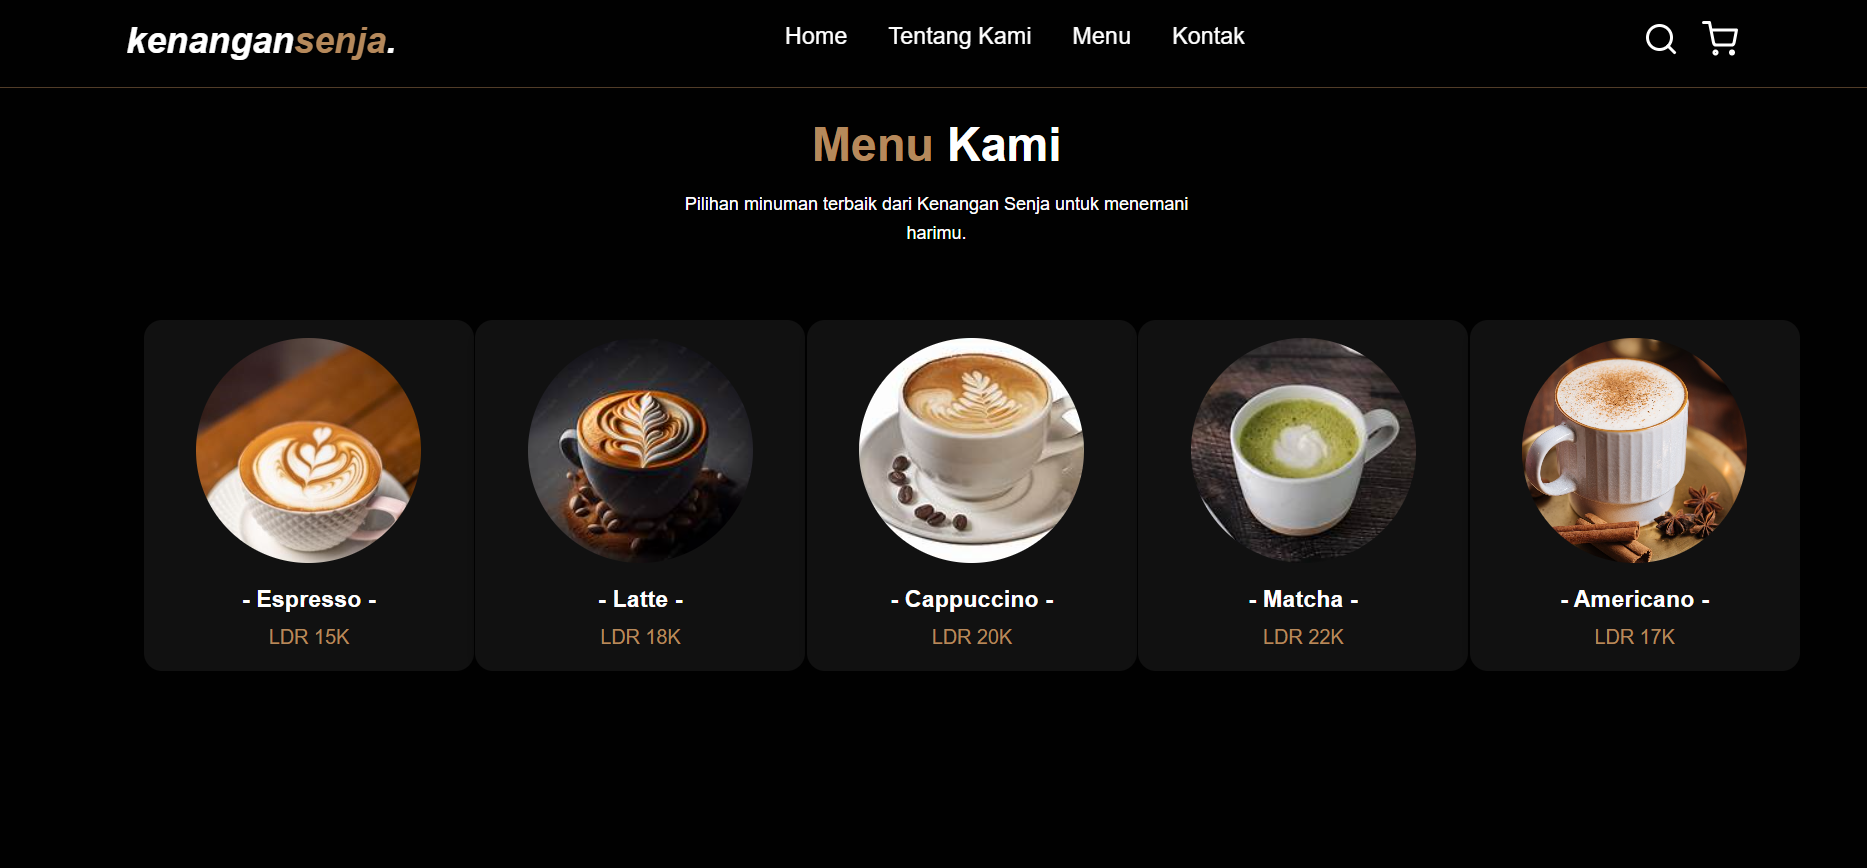 kenangansenja.
Home Tentang Kami Menu Kontak
Menu Kami
Pilihan minuman terbaik dari Kenangan Senja untuk menemani
harimu.
- Espresso -
LDR 15K
- Latte -
LDR 18K
- Cappuccino -
LDR 20K
- Matcha -
LDR 22K
- Americano -
LDR 17K